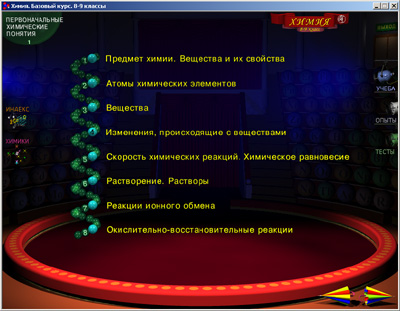 Химия. Базовый курс. 8-9 классы
ПЕРВОНАЧАЛЬНЫЕ
ХИМИЧЕСКИЕ
ПОНЯТИЯ
1
ХИМИЯ
8-9 класс
ВЫХОД
1 Предмет химии. Вещества и их свойства
2 Атомы химических элементов
УЧЕБА
3 Вещества
ИНДЕКС
ОПЫТЫ
4 Изменения, происходящие с веществами
ХИМИКИ
ТЕСТЫ
5 Скорость химических реакций. Химическое равновесие
6 Растворение. Растворы
7 Реакции ионного обмена
8 Окислительно-восстановительные реакции